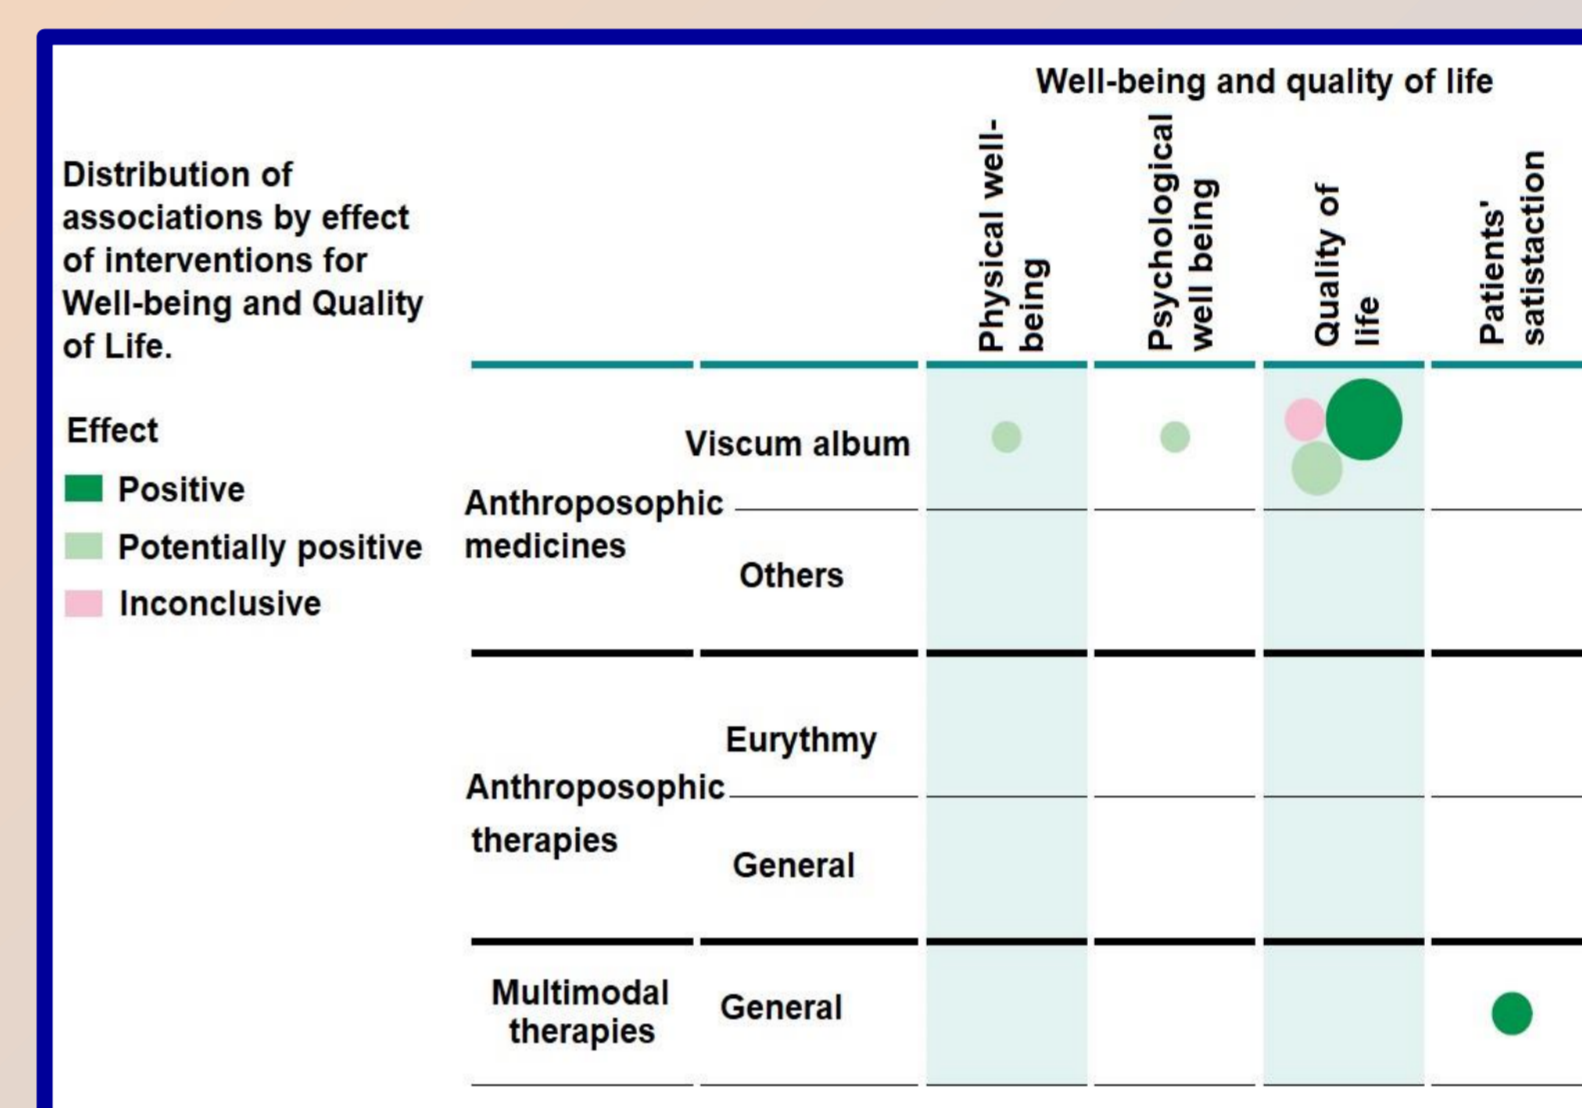 Well-being and quality of life
Distribution of
associations by effect
of interventions for
Well-being and Quality
of Life.
Physical well-
being
Psychological
well being
Quality of
life
Patients'
satistaction
Effect
Positive
Potentially positive
Inconclusive
Viscum album
Anthroposophic
medicines
Others
Eurythmy
Anthroposophic
therapies
General
Multimodal
therapies
General